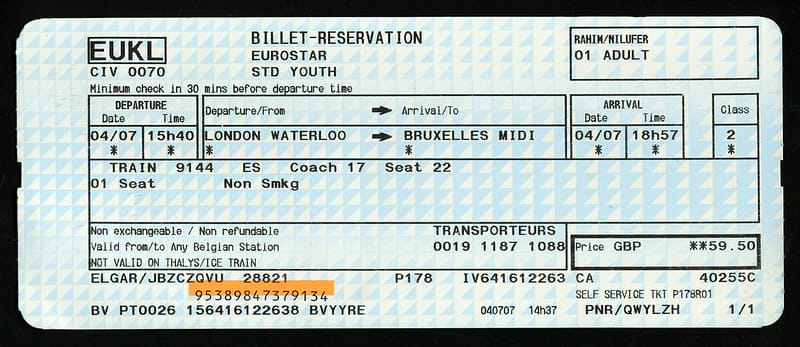 BILLET-RESERVATION
EUKL EUROSTAR
CIV 0070 STD YOUTH
RAHIM/NILUFER
01 ADULT
Minimum check in 30 mins before departure time
DEPARTURE ARRIVAL
Date Time Departure/From Arrival/To Date Time Class
04/07 15h40 LONDON WATERLOO BRUXELLES MIDI 04/07 18h57 2
* * * * * * *
TRAIN 9144 ES Coach 17 Seat 22
01 Seat Non Smkg
Non exchangeable / Non refundable TRANSPORTEURS
Valid from/to Any Belgian Station 0019 1187 1088 Price GBP **59.50
NOT VALID ON THALYS/ICE TRAIN
ELGAR/JBZCZQVU 28821 P178 IV641612263 CA 40255C
95389847379134 SELF SERVICE TKT P178R01
BV PT0026 156416122638 BVYYRE 040707 14h37 PNR/QWYLZH 1/1